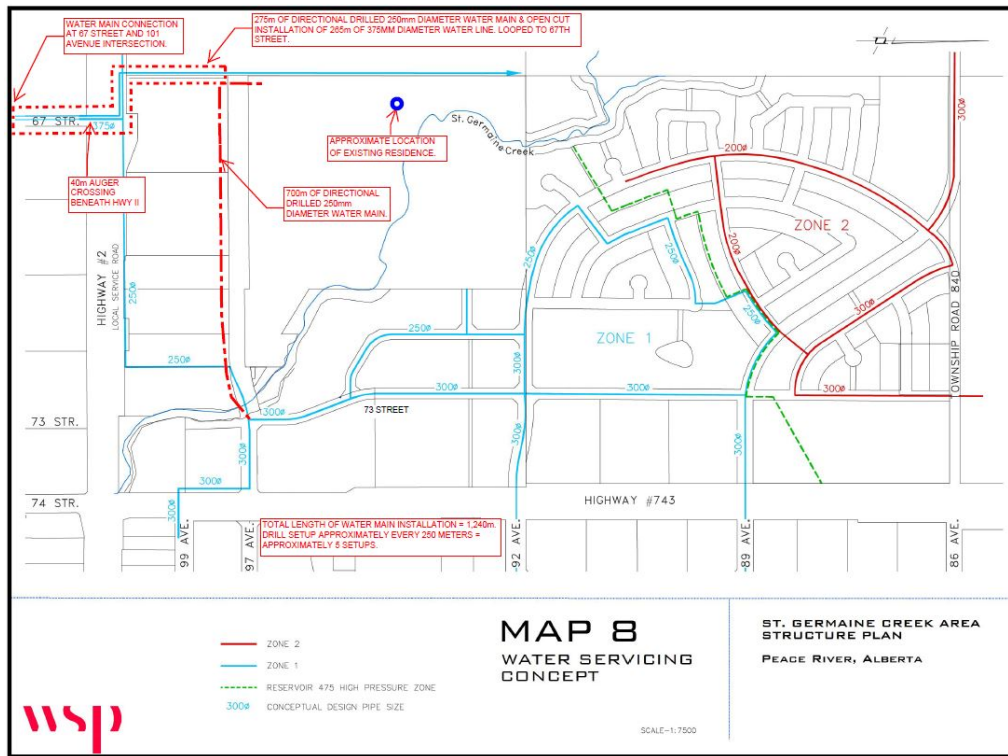 WATER MAIN CONNECTION
AT 67 STREET AND 101
AVENUE INTERSECTION.
275m OF DIRECTIONAL DRILLED 250mm DIAMETER WATER MAIN & OPEN CUT
INSTALLATION OF 265m OF 375MM DIAMETER WATER LINE. LOOPED TO 67TH
STREET.
67 STR.
375ø
40m AUGER
CROSSING
BENEATH HWY II
APPROXIMATE LOCATION
OF EXISTING RESIDENCE.
St. Germaine
Creek
700m OF DIRECTIONAL
DRILLED 250mm
DIAMETER WATER MAIN.
HIGHWAY #2
LOCAL SERVICE ROAD
250ø
250ø
250ø
250ø
250ø
200ø
200ø
300ø
300ø
300ø
ZONE 2
ZONE 1
OWNSHIP ROAD 840
300ø
300ø
300ø
300ø
73 STREET
73 STR.
300ø
300ø
300ø
300ø
300ø
74 STR.
HIGHWAY #743
TOTAL LENGTH OF WATER MAIN INSTALLATION = 1,240m.
DRILL SETUP APPROXIMATELY EVERY 250 METERS =
APPROXIMATELY 5 SETUPS.
99 AVE.
97 AVE.
92 AVE.
89 AVE.
86 AVE.
ZONE 2
ZONE 1
RESERVOIR 475 HIGH PRESSURE ZONE
300ø CONCEPTUAL DESIGN PIPE SIZE
MAP 8
WATER SERVICING
CONCEPT
SCALE-1:7500
ST. GERMAINE CREEK AREA
STRUCTURE PLAN
PEACE RIVER, ALBERTA
wsp